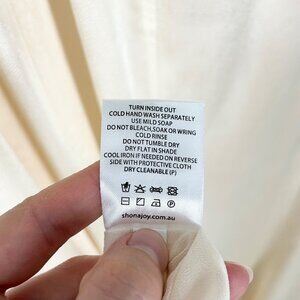 TURN INSIDE OUT
COLD HAND WASH SEPARATELY
USE MILD SOAP
DO NOT BLEACH,SOAK OR WRING
COLD RINSE
DO NOT TUMBLE DRY
DRY FLAT IN SHADE
COOL IRON IF NEEDED ON REVERSE
SIDE WITH PROTECTIVE CLOTH
DRY CLEANABLE (P)
P
shonajoy.com.au